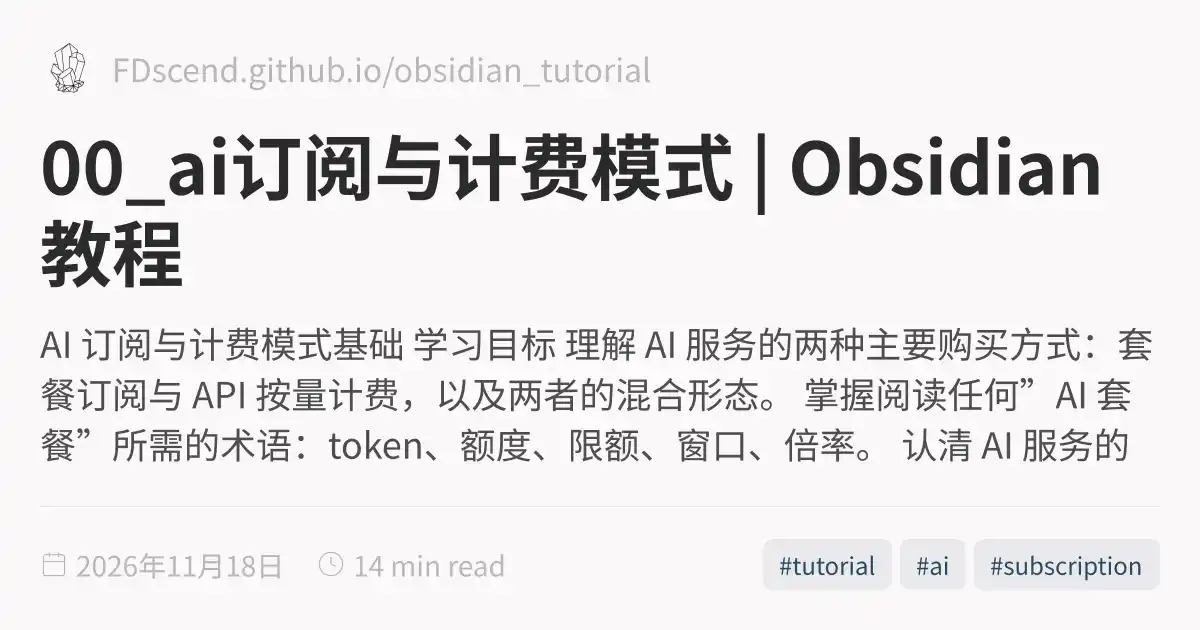 FDscend.github.io/obsidian_tutorial
00_ai订阅与计费模式 | Obsidian
教程
AI 订阅与计费模式基础 学习目标 理解 AI 服务的两种主要购买方式：套
餐订阅与 API 按量计费，以及两者的混合形态。 掌握阅读任何”AI 套
餐”所需的术语：token、额度、限额、窗口、倍率。 认清 AI 服务的
2026年11月18日 14 min read #tutorial #ai #subscription